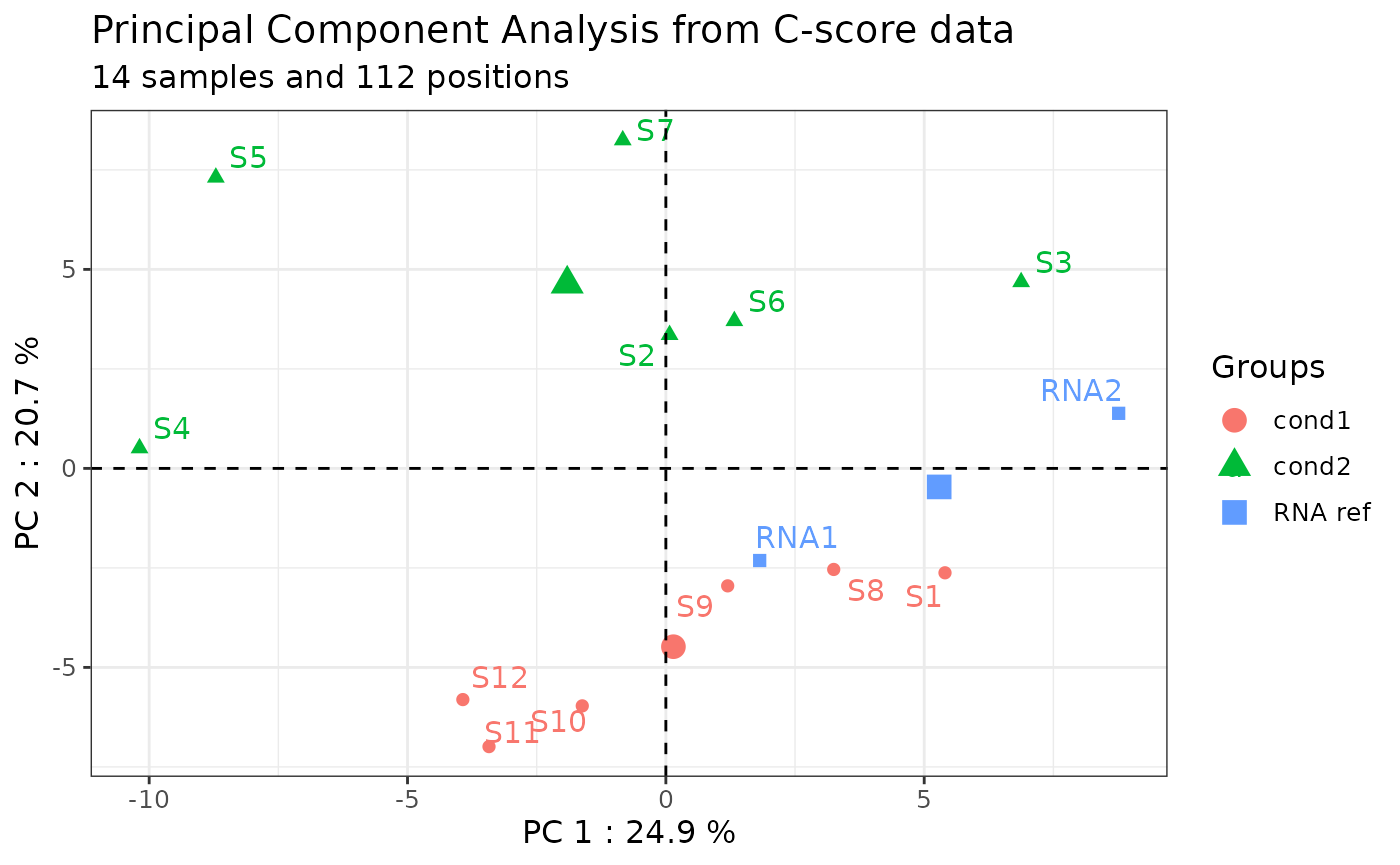 Principal Component Analysis from C-score data
14 samples and 112 positions
S7
S5
S3
S6
S2
RNA2
S4
RNA1
S8
S1
S9
S12
S10
S11
5
0
-5
-10
-5
0
5
PC 1 : 24.9 %
PC 2 : 20.7 %
Groups
cond1
cond2
RNA ref